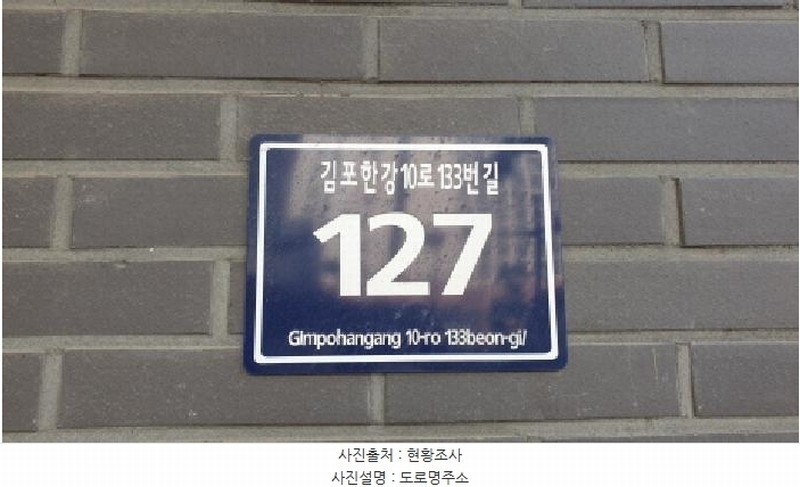 김포한강10로133번길
127
Gimpohangang 10-ro 133beon-gil
사진출처 : 현황조사
사진설명 : 도로명주소